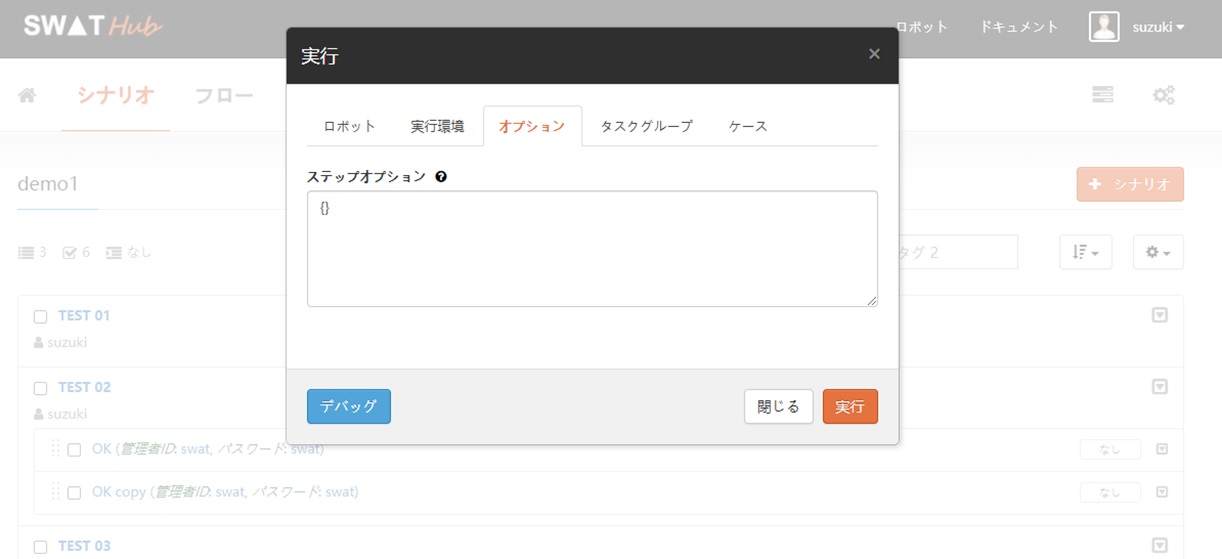 SWAT Hub
ロボット ドキュメント suzuki
実行 ×
シナリオ フロー
ロボット 実行環境 オプション タスクグループ ケース
ステップオプション
{}
demo1
+ シナリオ
3 6 なし
タグ 2
TEST 01
suzuki
TEST 02
suzuki
デバッグ 閉じる 実行
OK (管理者ID: swat, パスワード: swat) なし
OK copy (管理者ID: swat, パスワード: swat) なし
TEST 03